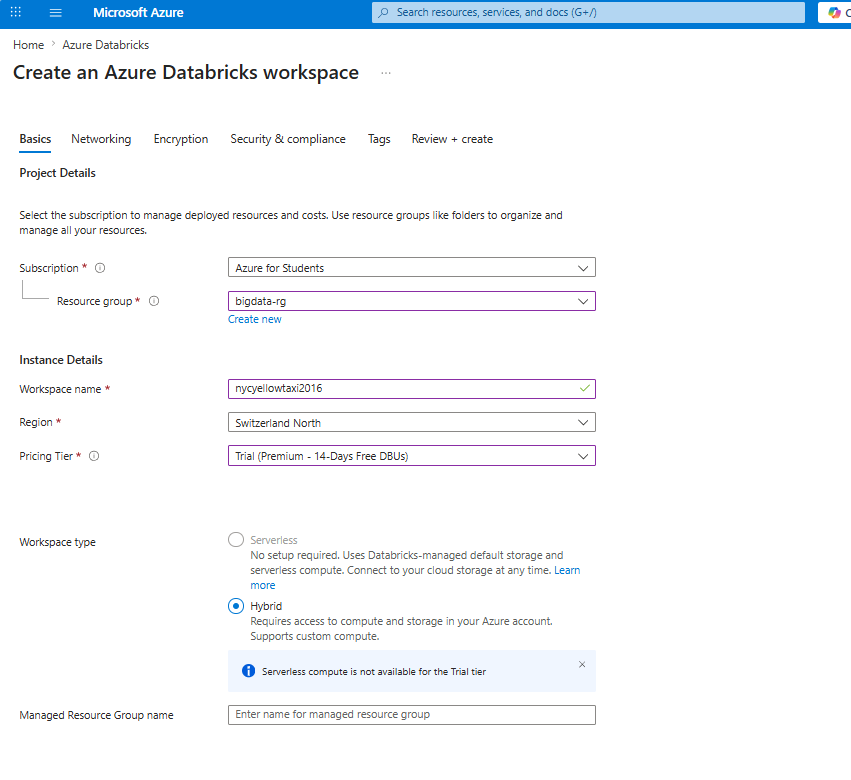 Microsoft Azure
Search resources, services, and docs (G+/)
Home > Azure Databricks
Create an Azure Databricks workspace ...
Basics Networking Encryption Security & compliance Tags Review + create
Project Details
Select the subscription to manage deployed resources and costs. Use resource groups like folders to organize and
manage all your resources.
Subscription * Azure for Students
Resource group * bigdata-rg
Create new
Instance Details
Workspace name * nycyellowtaxi2016
Region * Switzerland North
Pricing Tier * Trial (Premium - 14-Days Free DBUs)
Workspace type
Serverless
No setup required. Uses Databricks-managed default storage and
serverless compute. Connect to your cloud storage at any time. Learn
more
Hybrid
Requires access to compute and storage in your Azure account.
Supports custom compute.
Serverless compute is not available for the Trial tier
Managed Resource Group name Enter name for managed resource group